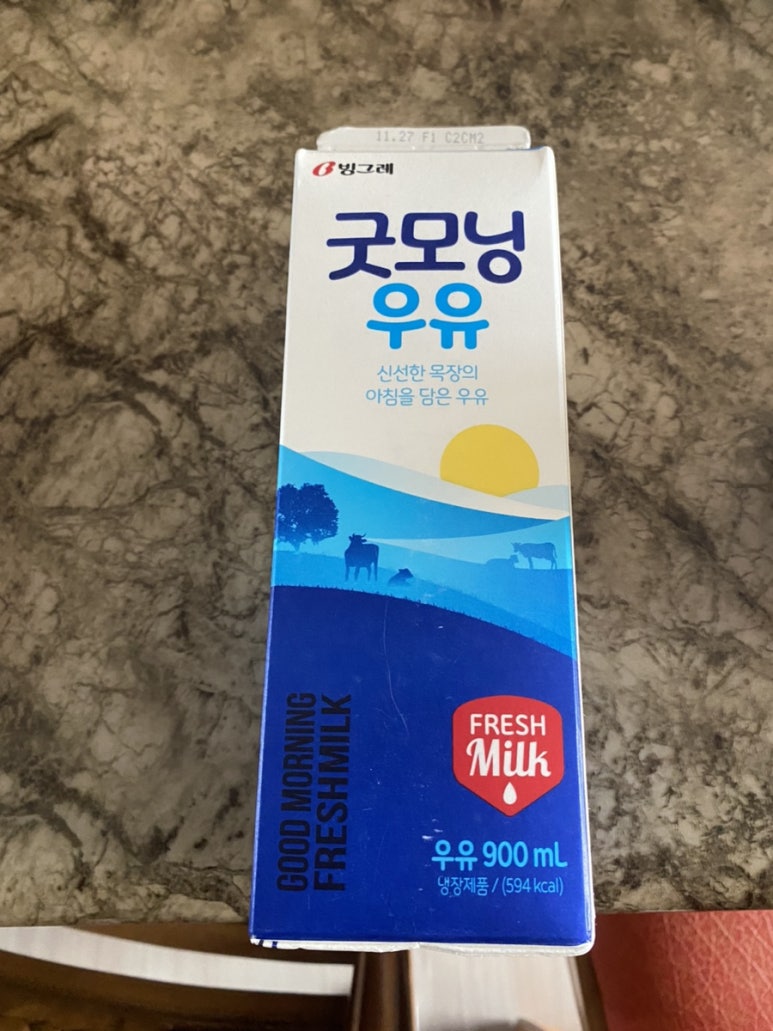 11.27 F1 C2CM2
빙그레
굿모닝
우유
신선한 목장의
아침을 담은 우유
GOOD MORNING
FRESHMILK
FRESH
Milk
우유 900 mL
냉장제품 / (594 kcal)